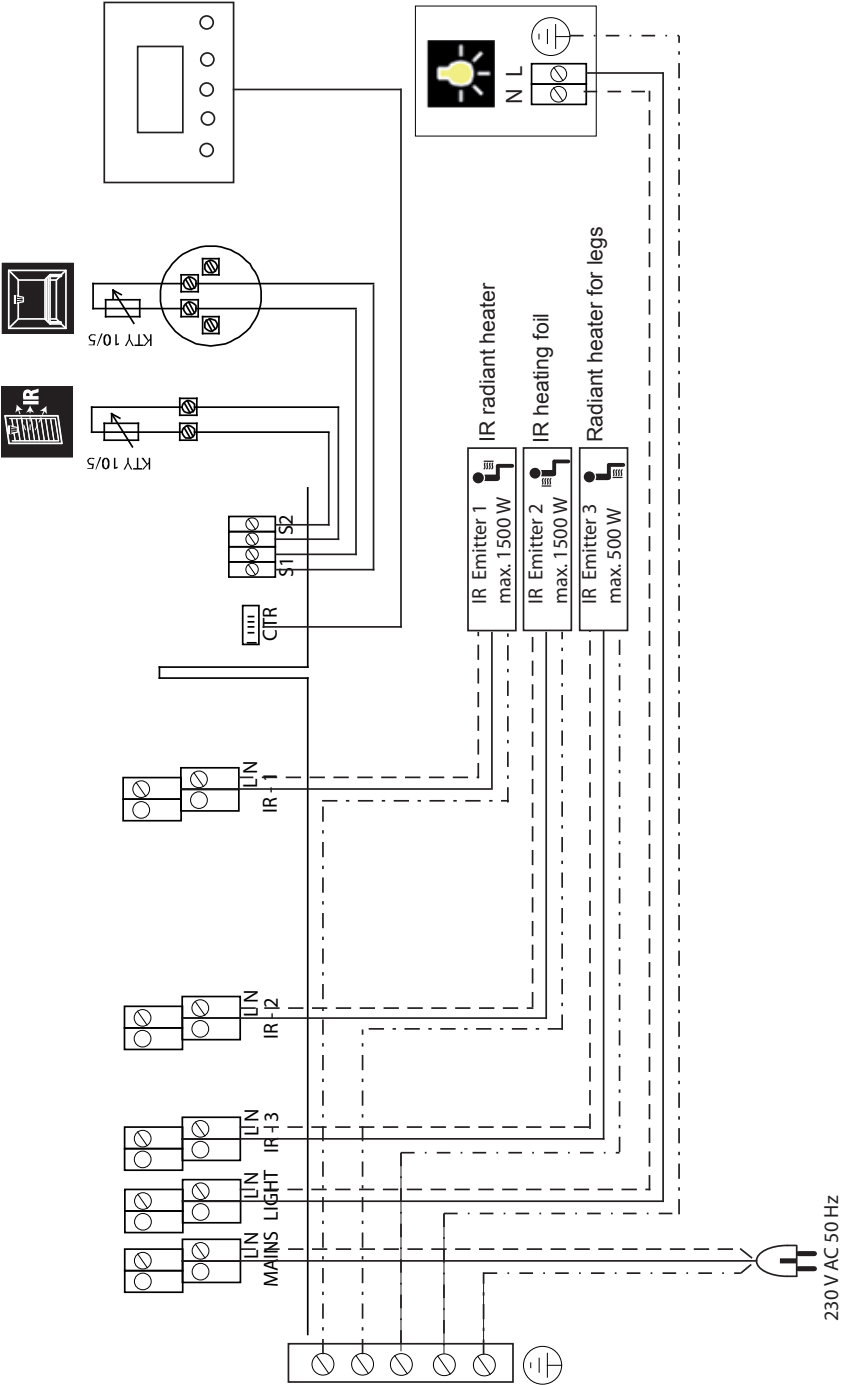 IR
KTY 10/5
KTY 10/5
N L
S1
S2
CTR
IR radiant heater
IR heating foil
Radiant heater for legs
IR Emitter 1
max. 1500 W
IR Emitter 2
max. 1500 W
IR Emitter 3
max. 500 W
L N
IR - 1
L N
IR - 2
L N
IR - 3
L N
LIGHT
L N
MAINS
230 V AC 50 Hz